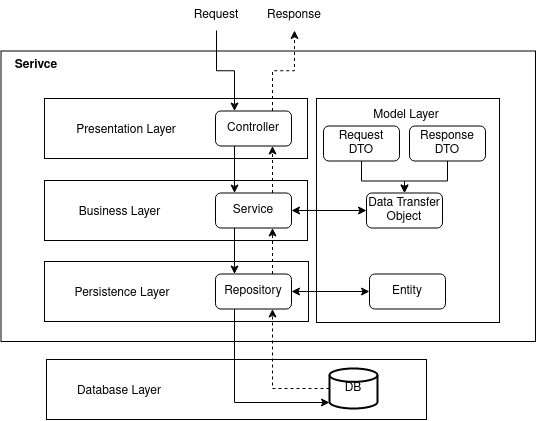 Request
Response
Serivce
Presentation Layer
Controller
Model Layer
Request
DTO
Response
DTO
Business Layer
Service
Data Transfer
Object
Persistence Layer
Repository
Entity
Database Layer
DB